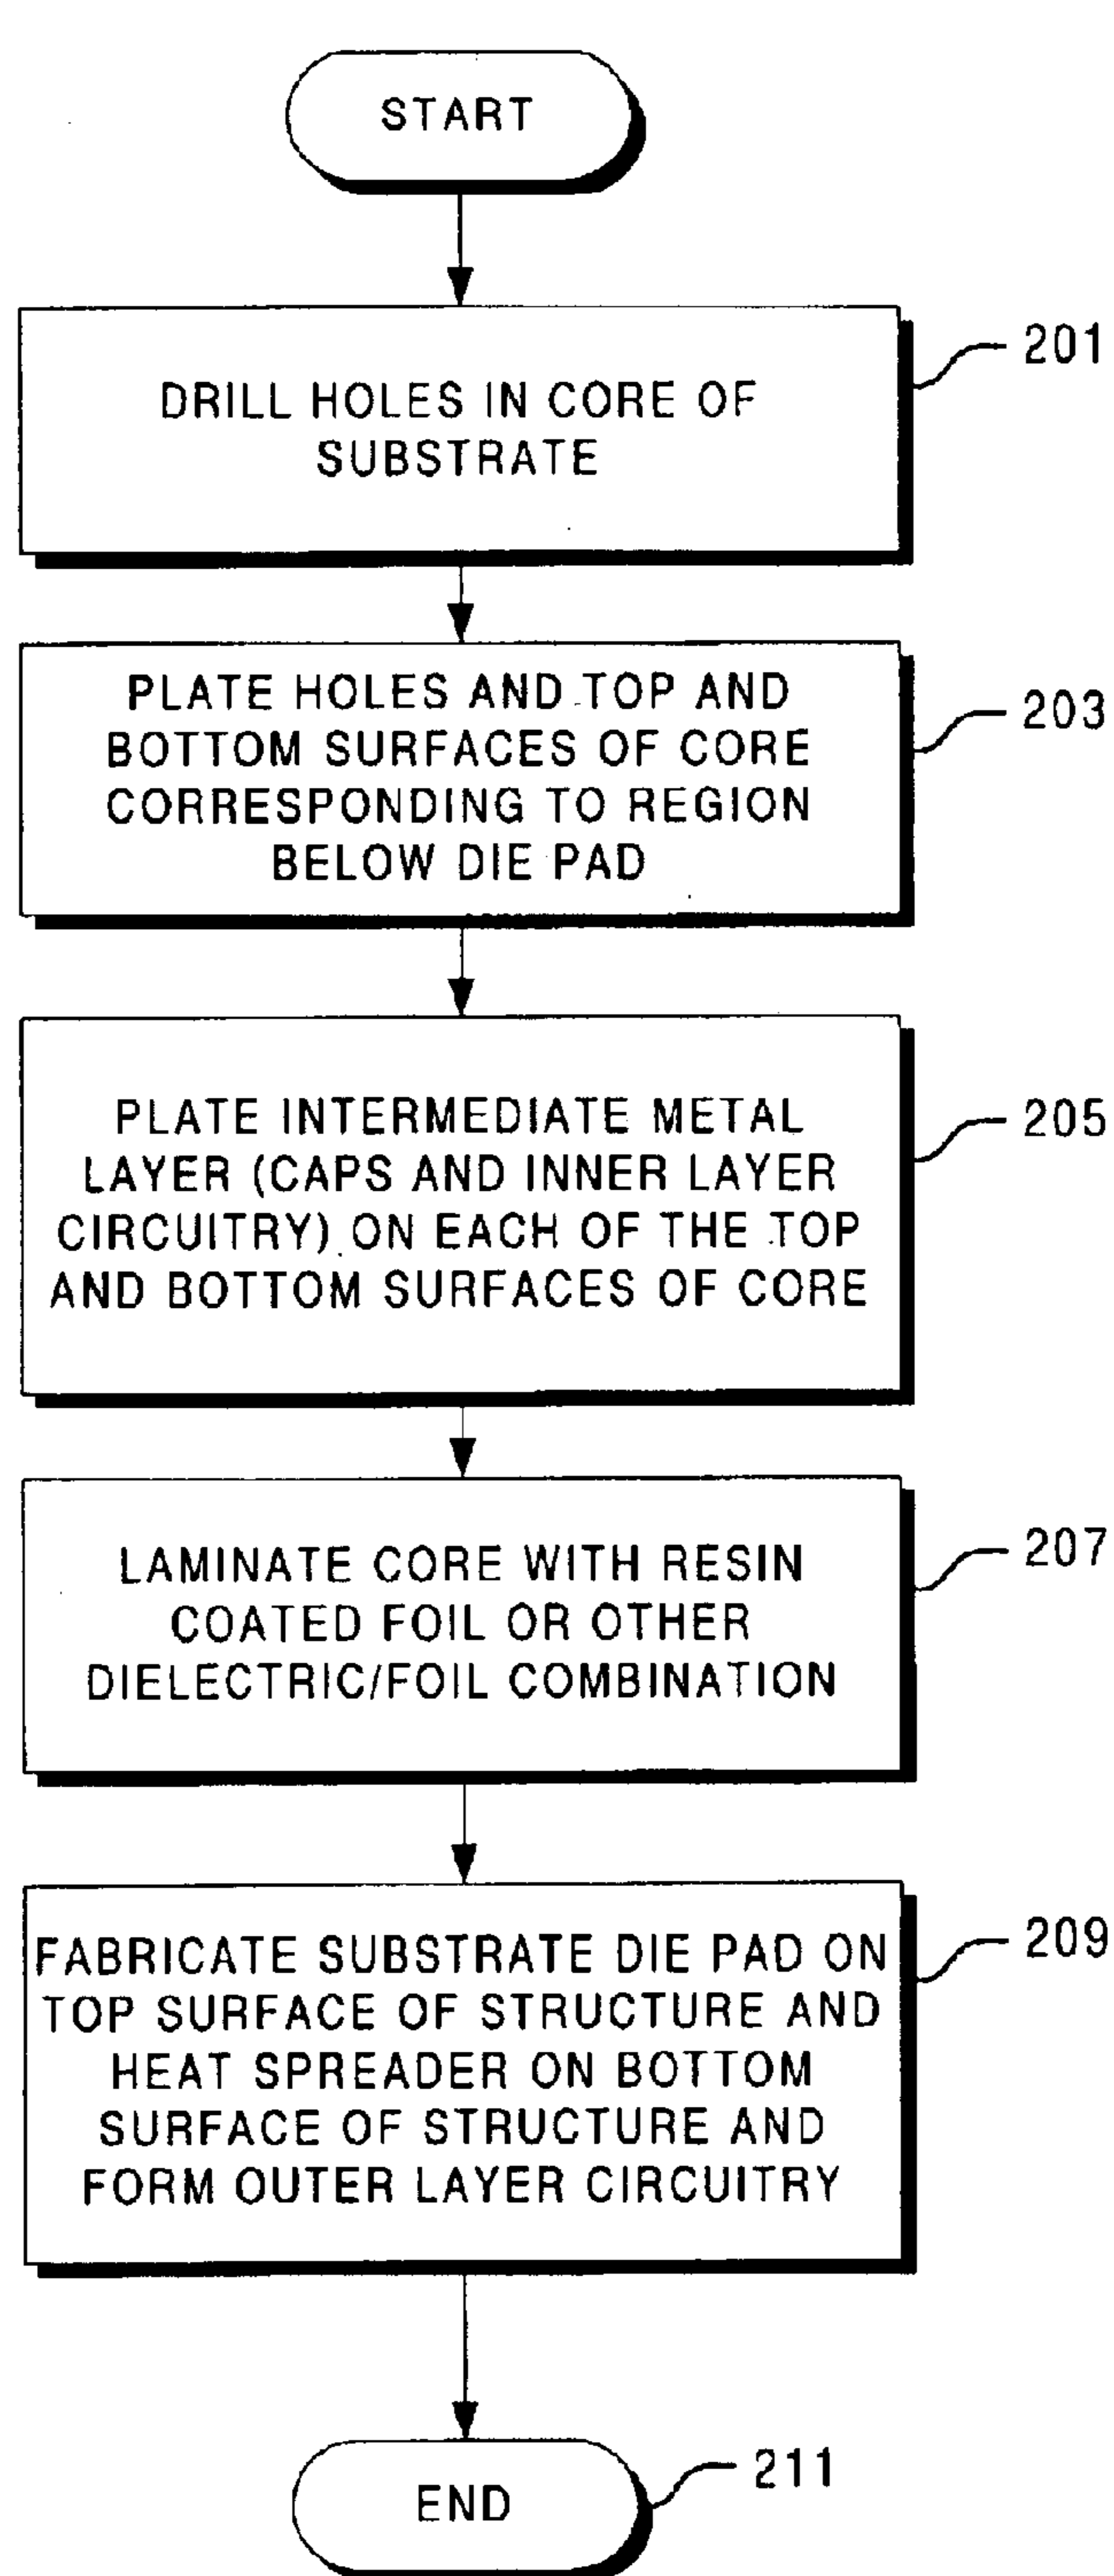 START
DRILL HOLES IN CORE OF
SUBSTRATE
201
PLATE HOLES AND TOP AND
BOTTOM SURFACES OF CORE
CORRESPONDING TO REGION
BELOW DIE PAD
203
PLATE INTERMEDIATE METAL
LAYER (CAPS AND INNER LAYER
CIRCUITRY) ON EACH OF THE TOP
AND BOTTOM SURFACES OF CORE
205
LAMINATE CORE WITH RESIN
COATED FOIL OR OTHER
DIELECTRIC/FOIL COMBINATION
207
FABRICATE SUBSTRATE DIE PAD ON
TOP SURFACE OF STRUCTURE AND
HEAT SPREADER ON BOTTOM
SURFACE OF STRUCTURE AND
FORM OUTER LAYER CIRCUITRY
209
END
211